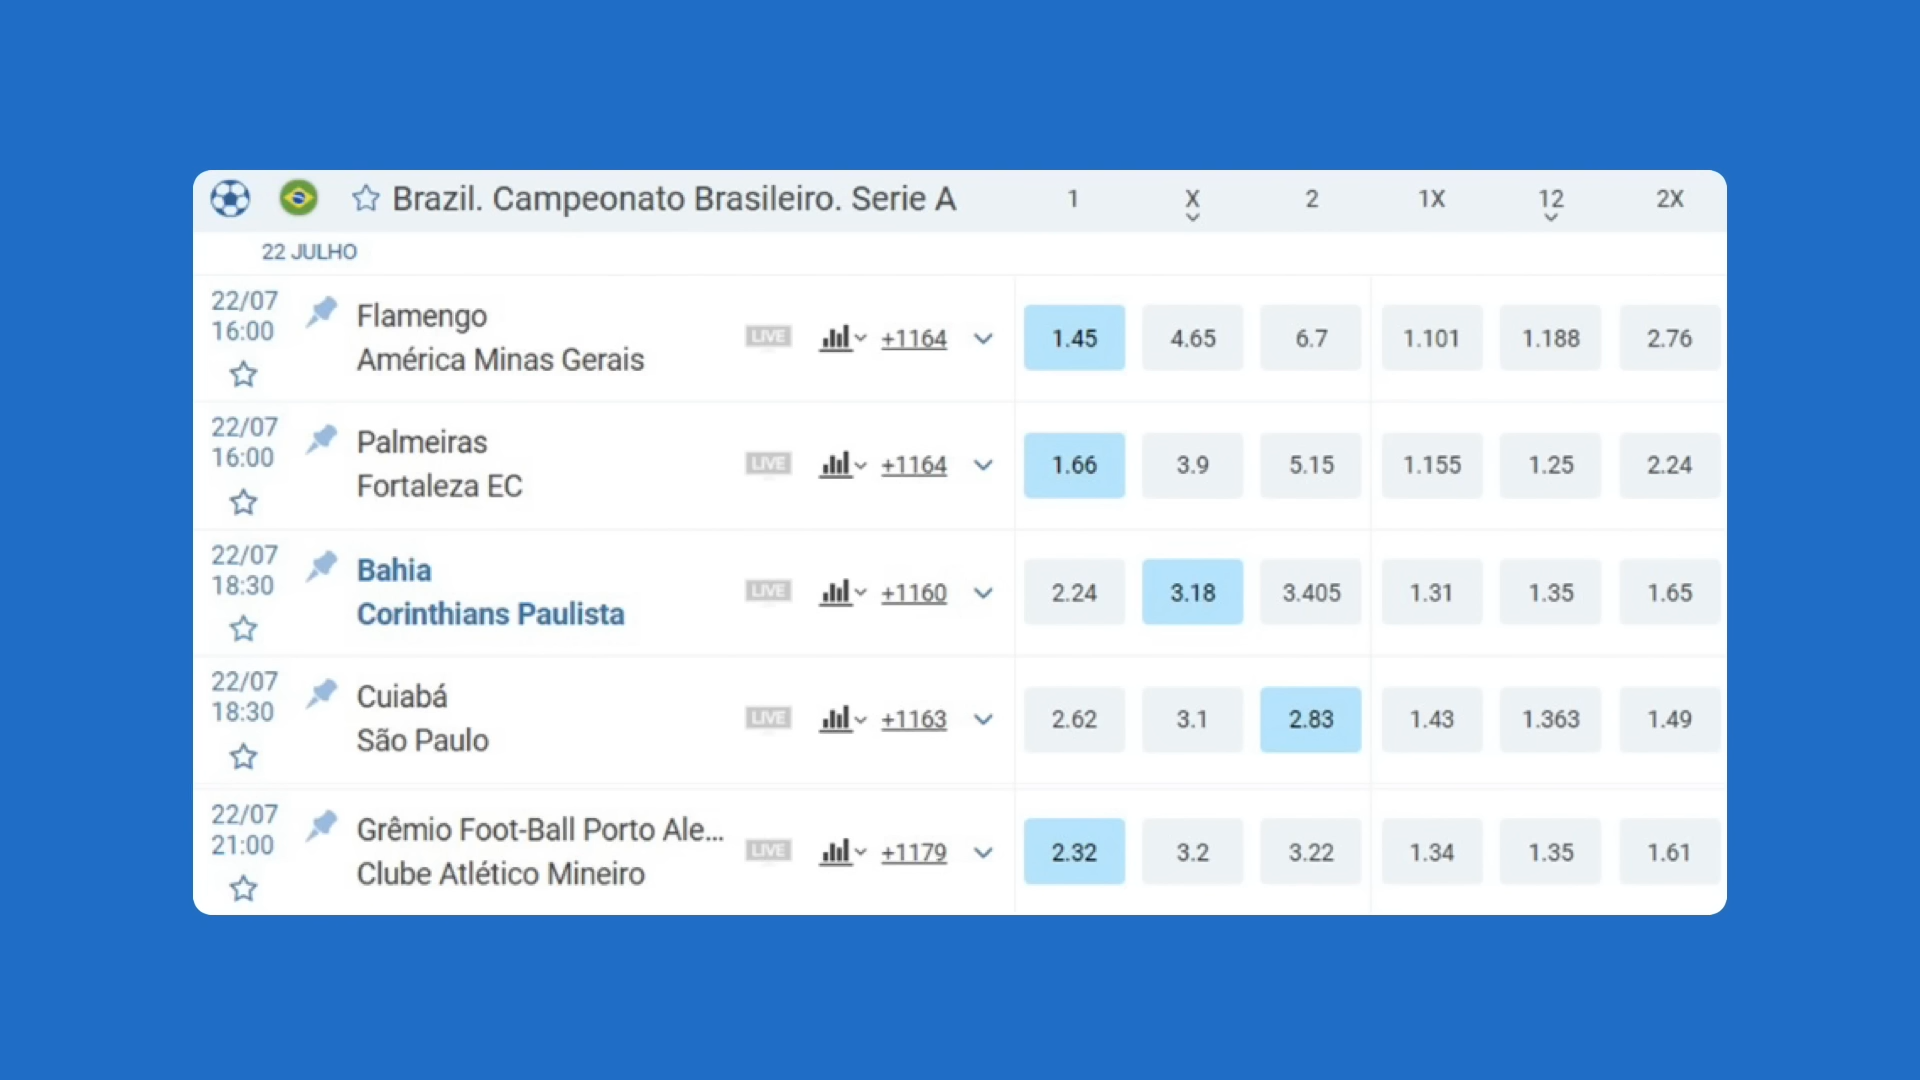 Brazil. Campeonato Brasileiro. Serie A 1 X 2 1X 12 2X
22 JULHO
22/07
16:00
Flamengo
América Minas Gerais
LIVE +1164 1.45 4.65 6.7 1.101 1.188 2.76
22/07
16:00
Palmeiras
Fortaleza EC
LIVE +1164 1.66 3.9 5.15 1.155 1.25 2.24
22/07
18:30
Bahia
Corinthians Paulista
LIVE +1160 2.24 3.18 3.405 1.31 1.35 1.65
22/07
18:30
Cuiabá
São Paulo
LIVE +1163 2.62 3.1 2.83 1.43 1.363 1.49
22/07
21:00
Grêmio Foot-Ball Porto Ale...
Clube Atlético Mineiro
LIVE +1179 2.32 3.2 3.22 1.34 1.35 1.61